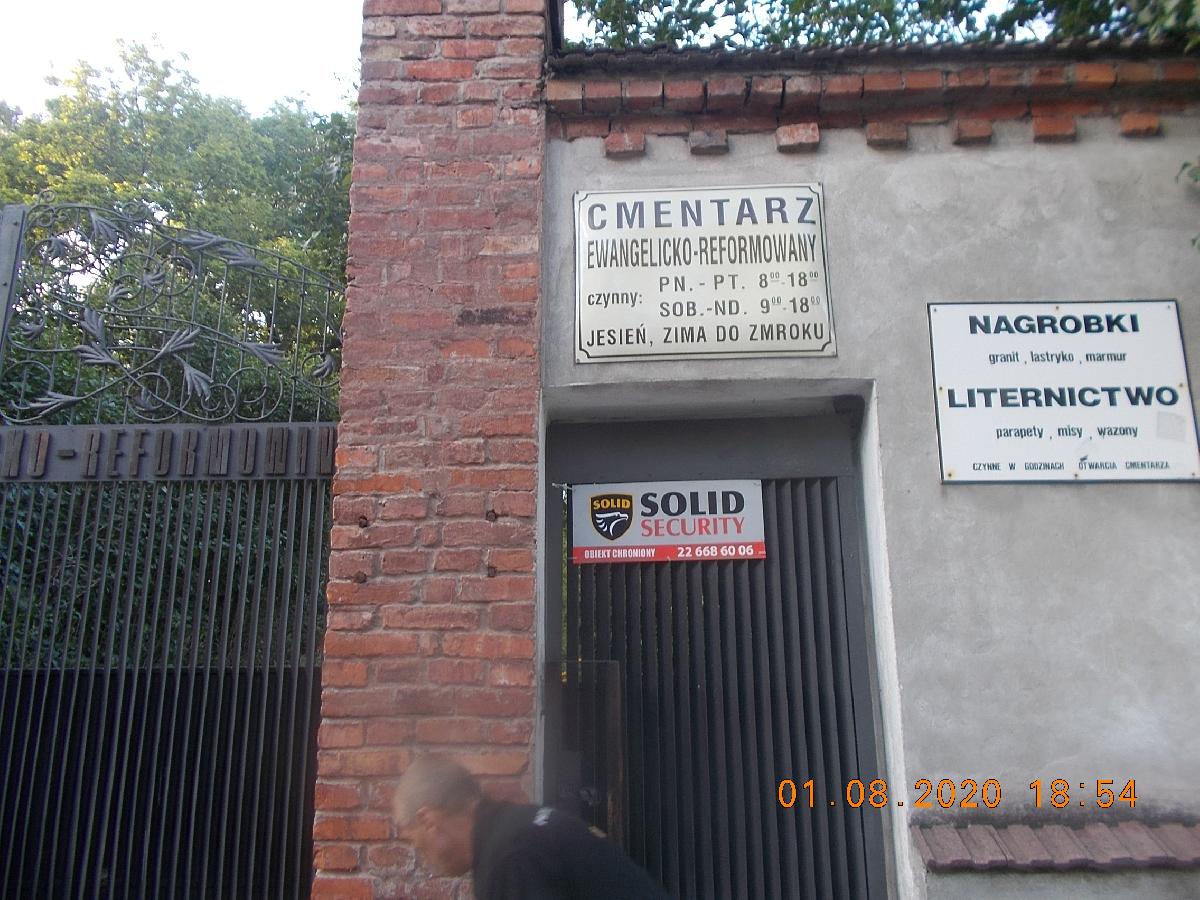 CMENTARZ
EWANGELICKO-REFORMOWANY
czynny: PN. - PT. 8⁰⁰-18⁰⁰
SOB.-ND. 9⁰⁰-18⁰⁰
JESIEŃ, ZIMA DO ZMROKU
NAGROBKI
granit , lastryko , marmur
LITERNICTWO
parapety , misy , wazony
CZYNNE W GODZINACH OTWARCIA CMENTARZA
KO-REFORMOWAN
SOLID
SOLID
SECURITY
OBIEKT CHRONIONY 22 668 60 06
01.08.2020 18:54